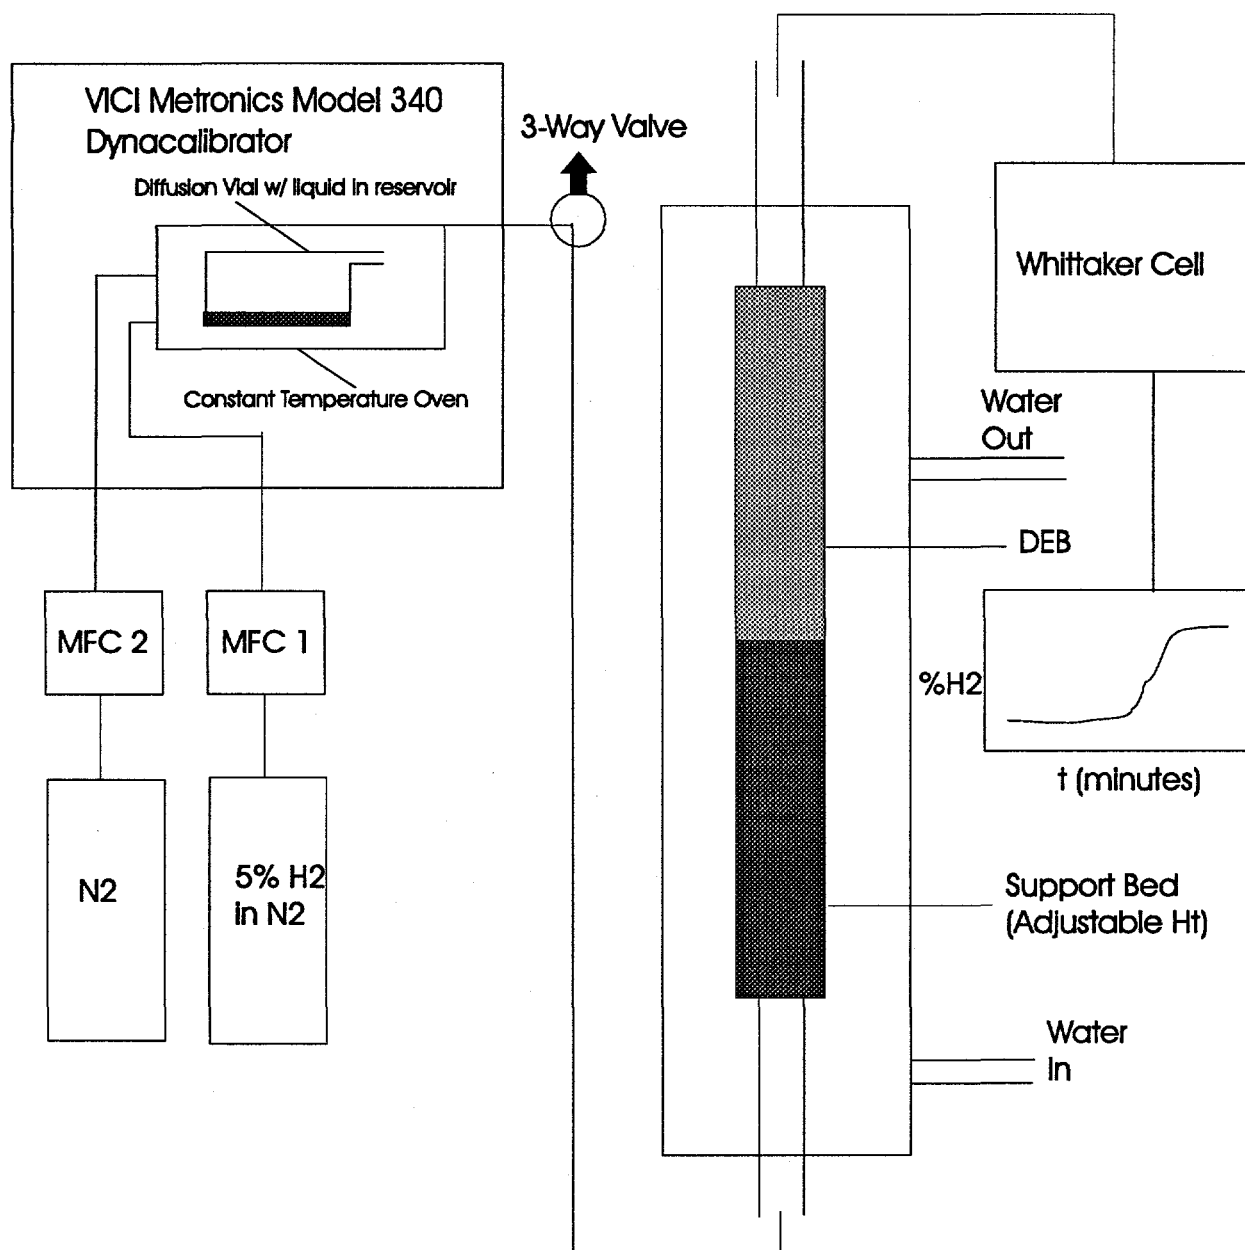 VICI Metronics Model 340
Dynacalibrator
Diffusion Vial w/ liquid in reservoir
Constant Temperature Oven
3-Way Valve
Whittaker Cell
Water
Out
DEB
MFC 2
MFC 1
%H2
t (minutes)
N2
5% H2
in N2
Support Bed
(Adjustable Ht)
Water
In